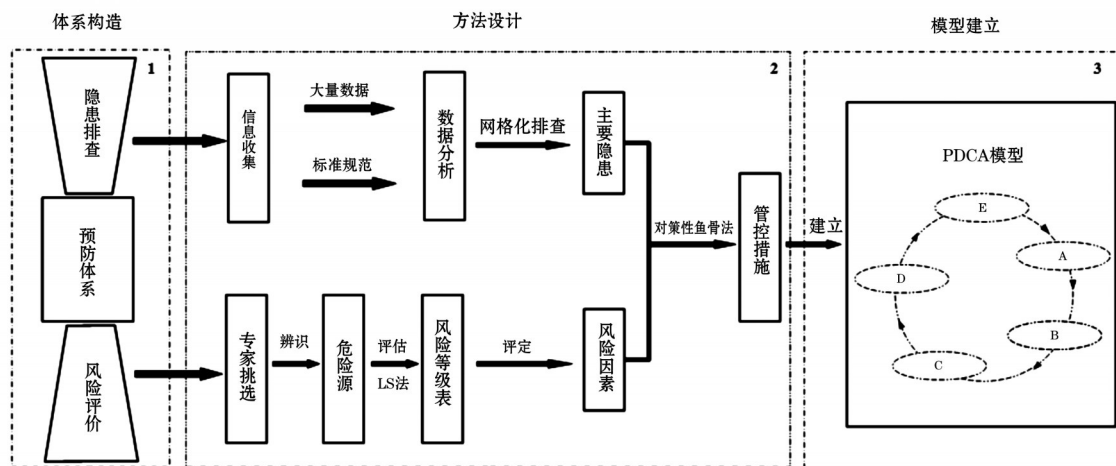 体系构造
方法设计
模型建立
1
隐患排查
预防体系
风险评价
2
信息收集
大量数据
标准规范
数据分析
网格化排查
主要隐患
专家挑选
辨识
危险源
评估
LS法
风险等级表
评定
风险因素
对策性鱼骨法
管控措施
建立
3
PDCA模型
E
A
B
C
D